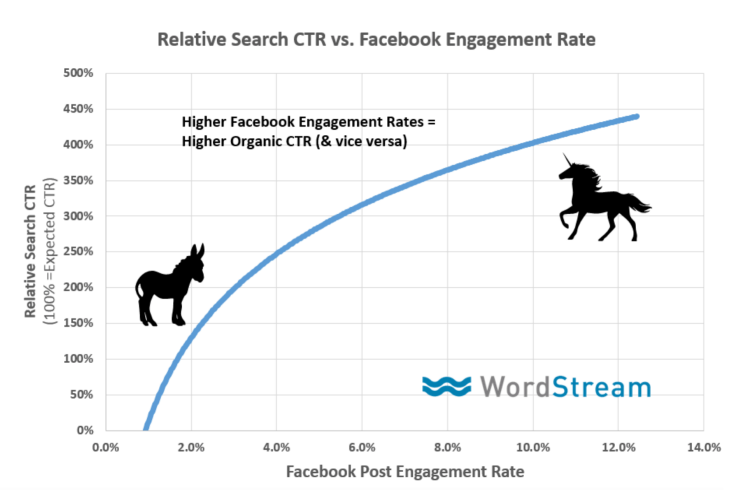 Relative Search CTR vs. Facebook Engagement Rate
500%
450%
400%
350%
300%
250%
200%
150%
100%
50%
0%
Higher Facebook Engagement Rates =
Higher Organic CTR (& vice versa)
Relative Search CTR
(100% =Expected CTR)
WordStream
0.0%
2.0%
4.0%
6.0%
8.0%
10.0%
12.0%
14.0%
Facebook Post Engagement Rate